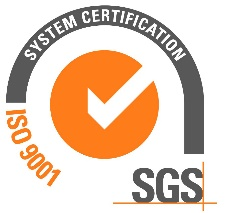 SYSTEM CERTIFICATION
ISO 9001
SGS